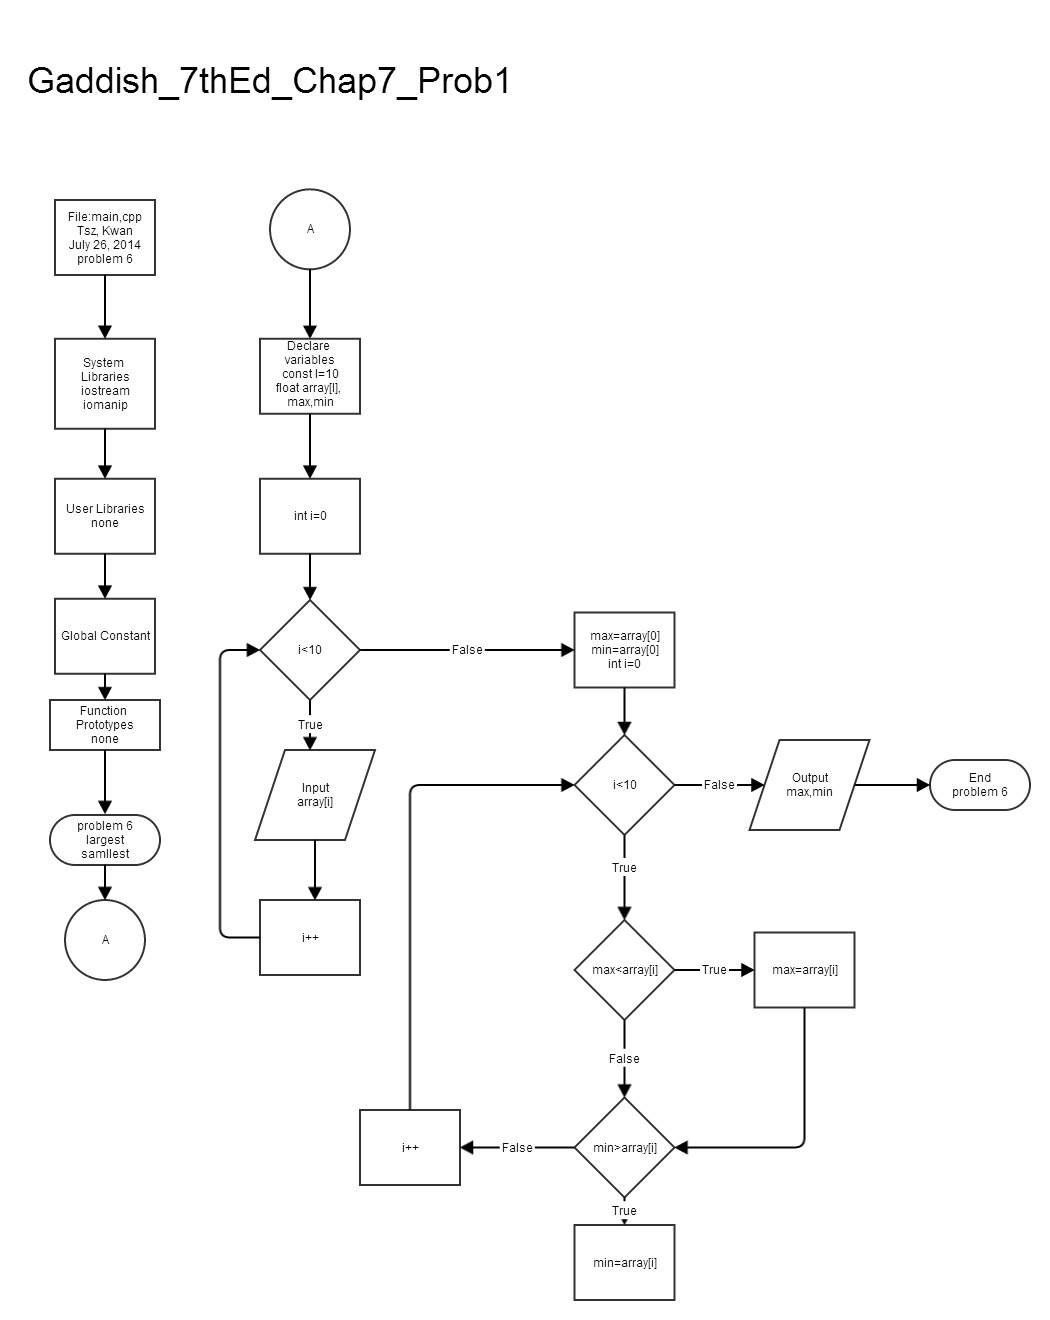 Gaddish_7thEd_Chap7_Prob1
File:main,cpp
Tsz, Kwan
July 26, 2014
problem 6
System
Libraries
iostream
iomanip
User Libraries
none
Global Constant
Function
Prototypes
none
problem 6
largest
samllest
A
A
Declare
variables
const I=10
float array[I],
max,min
int i=0
i<10
True
Input
array[i]
i++
False
max=array[0]
min=array[0]
int i=0
i<10
False
Output
max,min
End
problem 6
True
max<array[i]
True
max=array[i]
False
min>array[i]
False
i++
True
min=array[i]